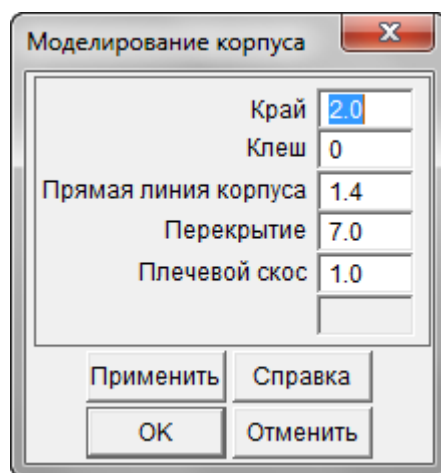 Моделирование корпуса
Край 2.0
Клеш 0
Прямая линия корпуса 1.4
Перекрытие 7.0
Плечевой скос 1.0
Применить Справка
OK Отменить